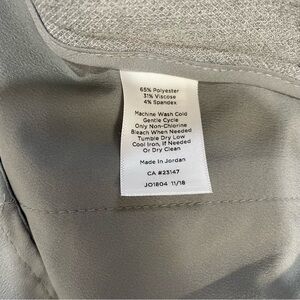 65% Polyester
31% Viscose
4% Spandex
Machine Wash Cold
Gentle Cycle
Only Non-Chlorine
Bleach When Needed
Tumble Dry Low
Cool Iron, If Needed
Or Dry Clean
Made In Jordan
CA #23147
JO1804 11/18